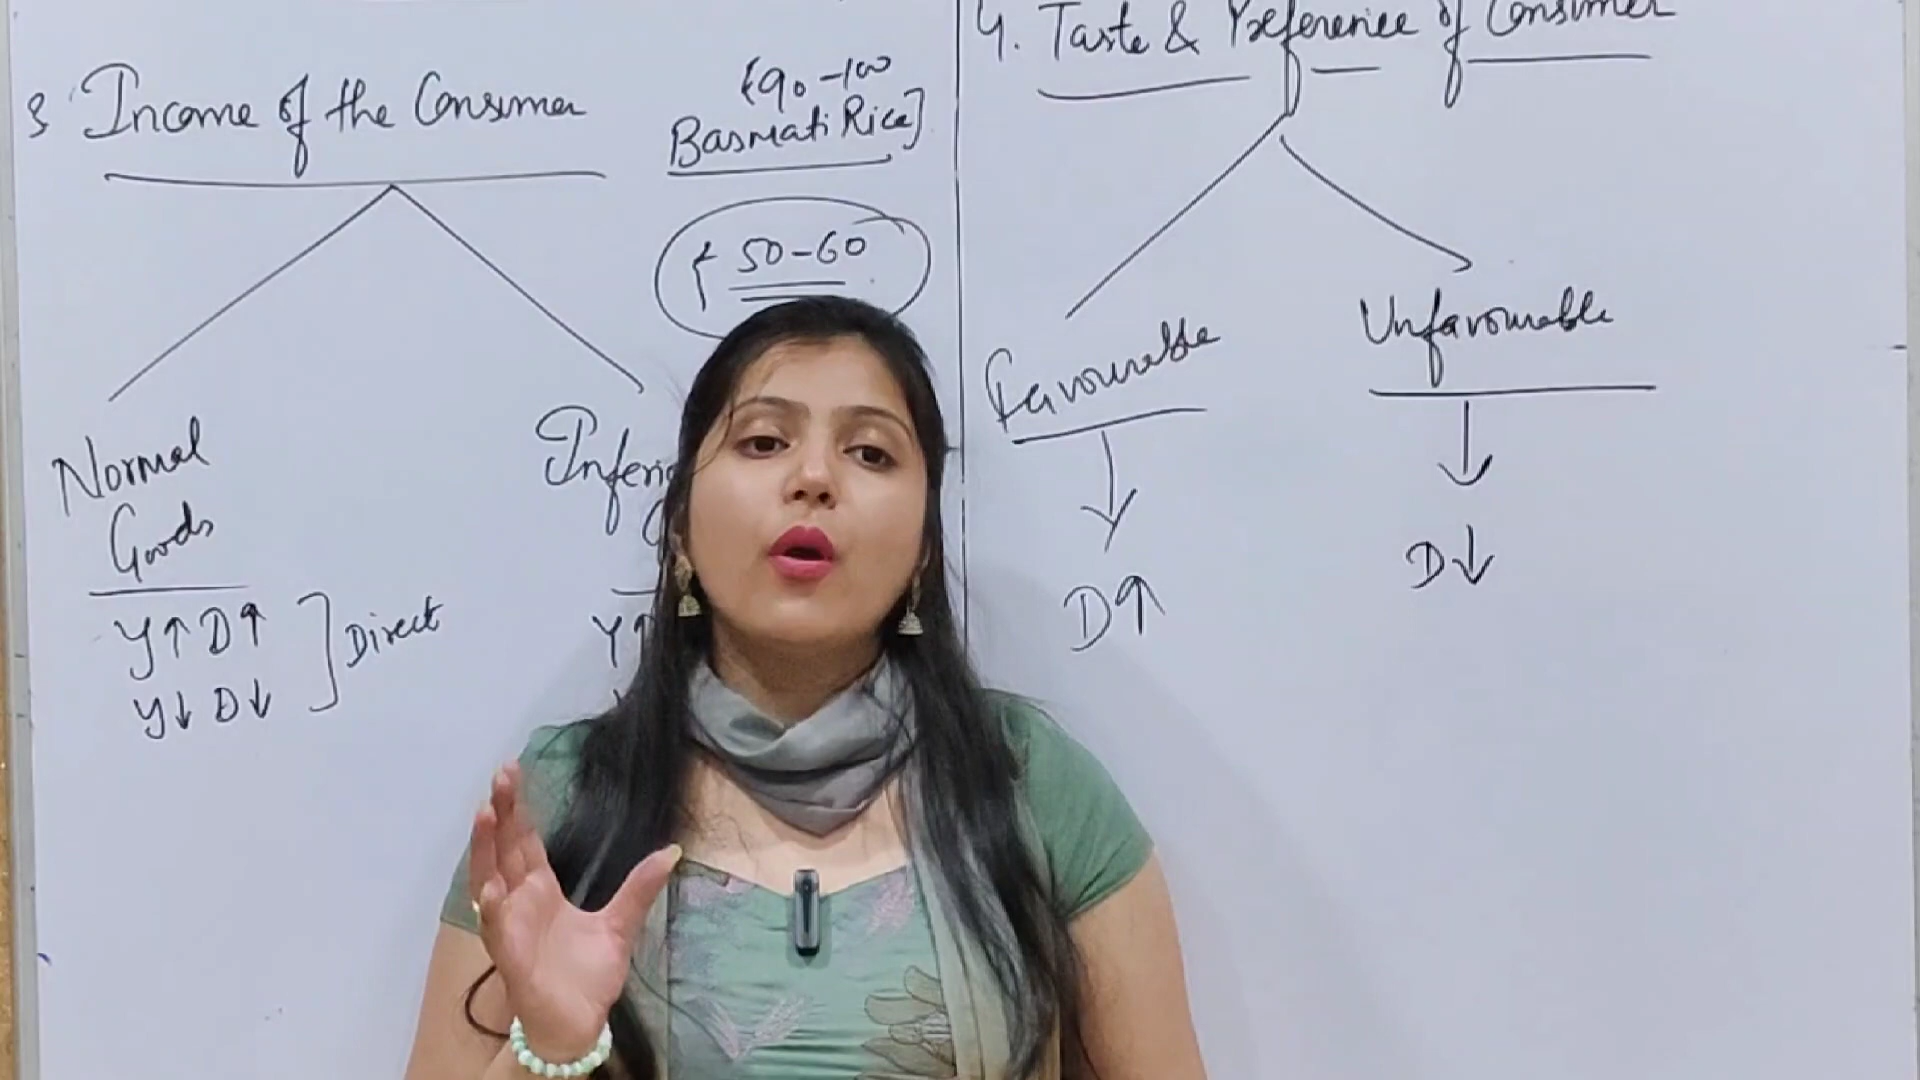 3 Income of the Consumer
{90-100
Basmati Rice]
{ 50-60
Normal
Goods
Y↑ D↑
Y↓ D↓
] Direct
Inferio
G
Y↑
4. Taste & Preference of Consumer
Favourable
D↑
Unfavourable
D↓